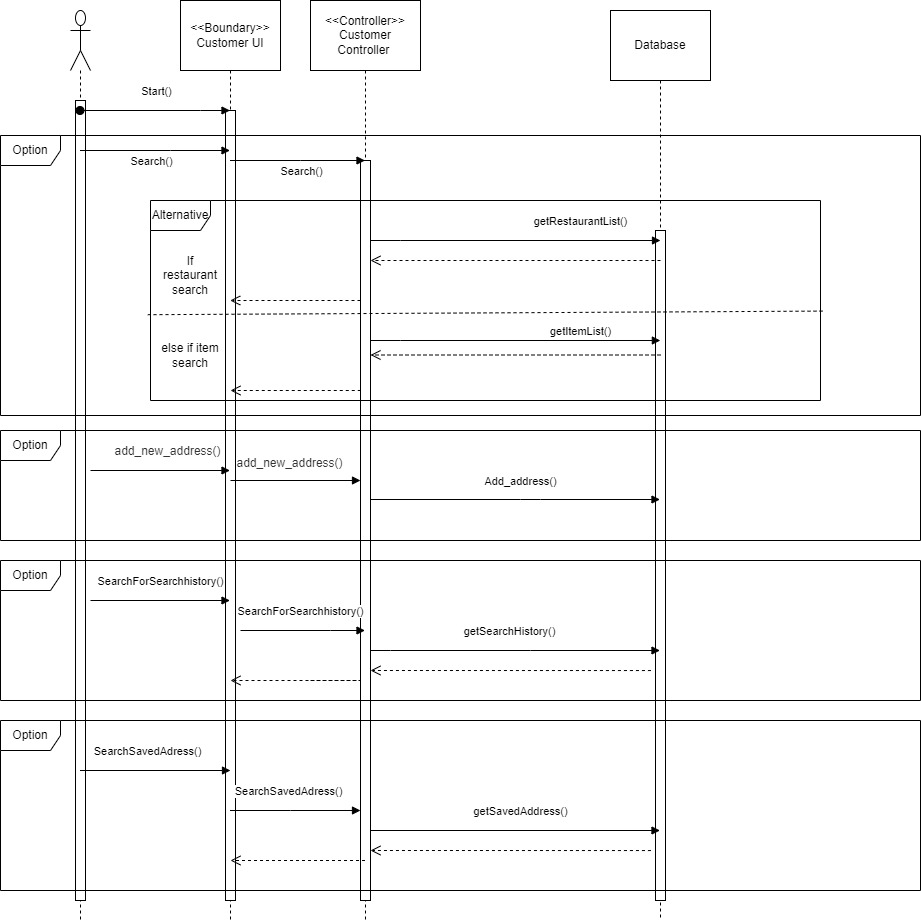 <<Boundary>>
Customer UI
<<Controller>>
Customer
Controller
Database
Start()
Option
Search()
Search()
Alternative
getRestaurantList()
If
restaurant
search
getItemList()
else if item
search
Option
add_new_address()
add_new_address()
Add_address()
Option
SearchForSearchhistory()
SearchForSearchhistory()
getSearchHistory()
Option
SearchSavedAdress()
SearchSavedAdress()
getSavedAddress()